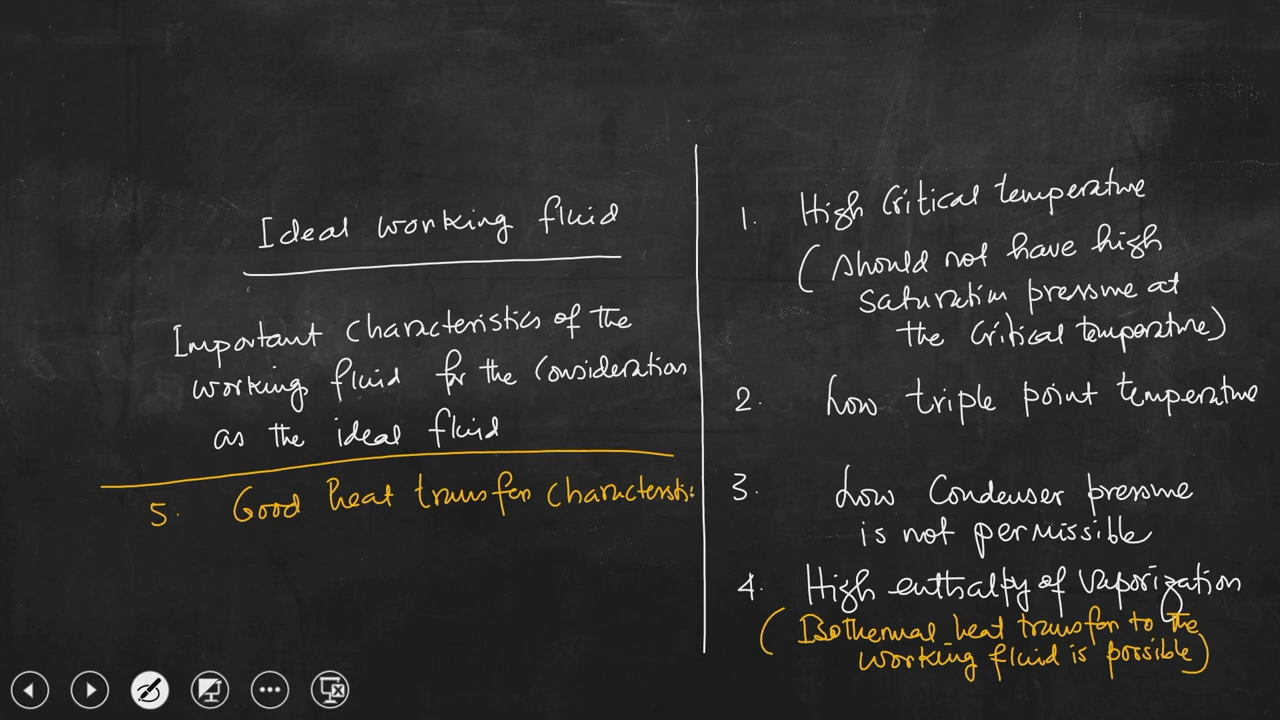 Ideal working fluid
Important characteristics of the
working fluid for the consideration
as the ideal fluid
5. Good heat transfer characteristi
1. High Critical temperature
(should not have high
saturation pressure at
the critical temperature)
2. Low triple point temperature
3. Low Condenser pressure
is not permissible
4. High enthalpy of vaporization
(Isothermal heat transfer to the
working fluid is possible)